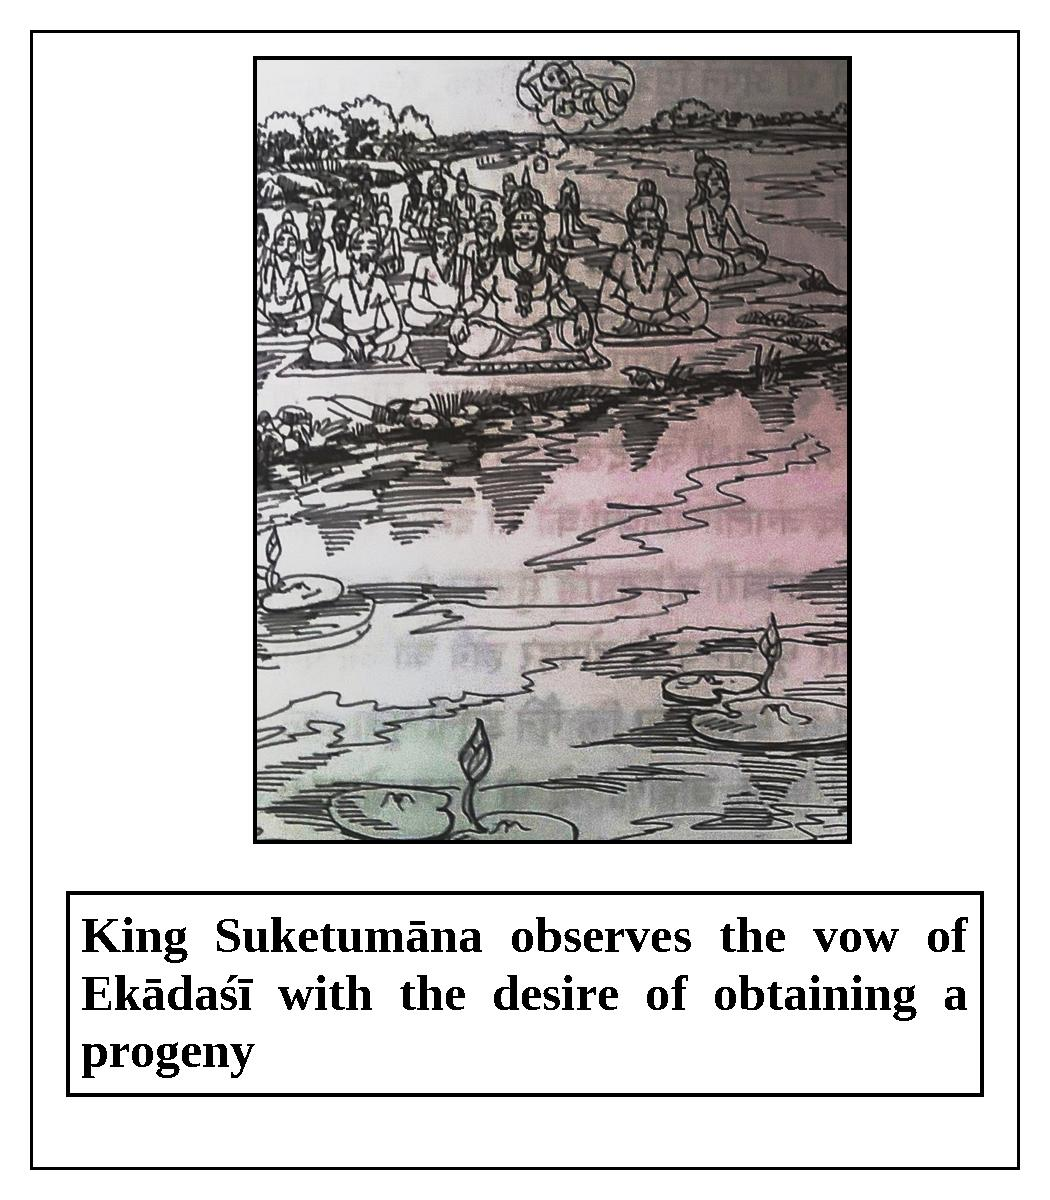 King Suketumāna observes the vow of
Ekādaśī with the desire of obtaining a
progeny